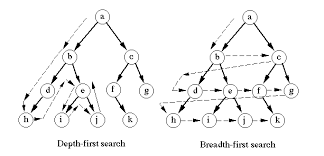 a a
b c b c
d e f g d e f g
h i j k h i j k
Depth-first search Breadth-first search